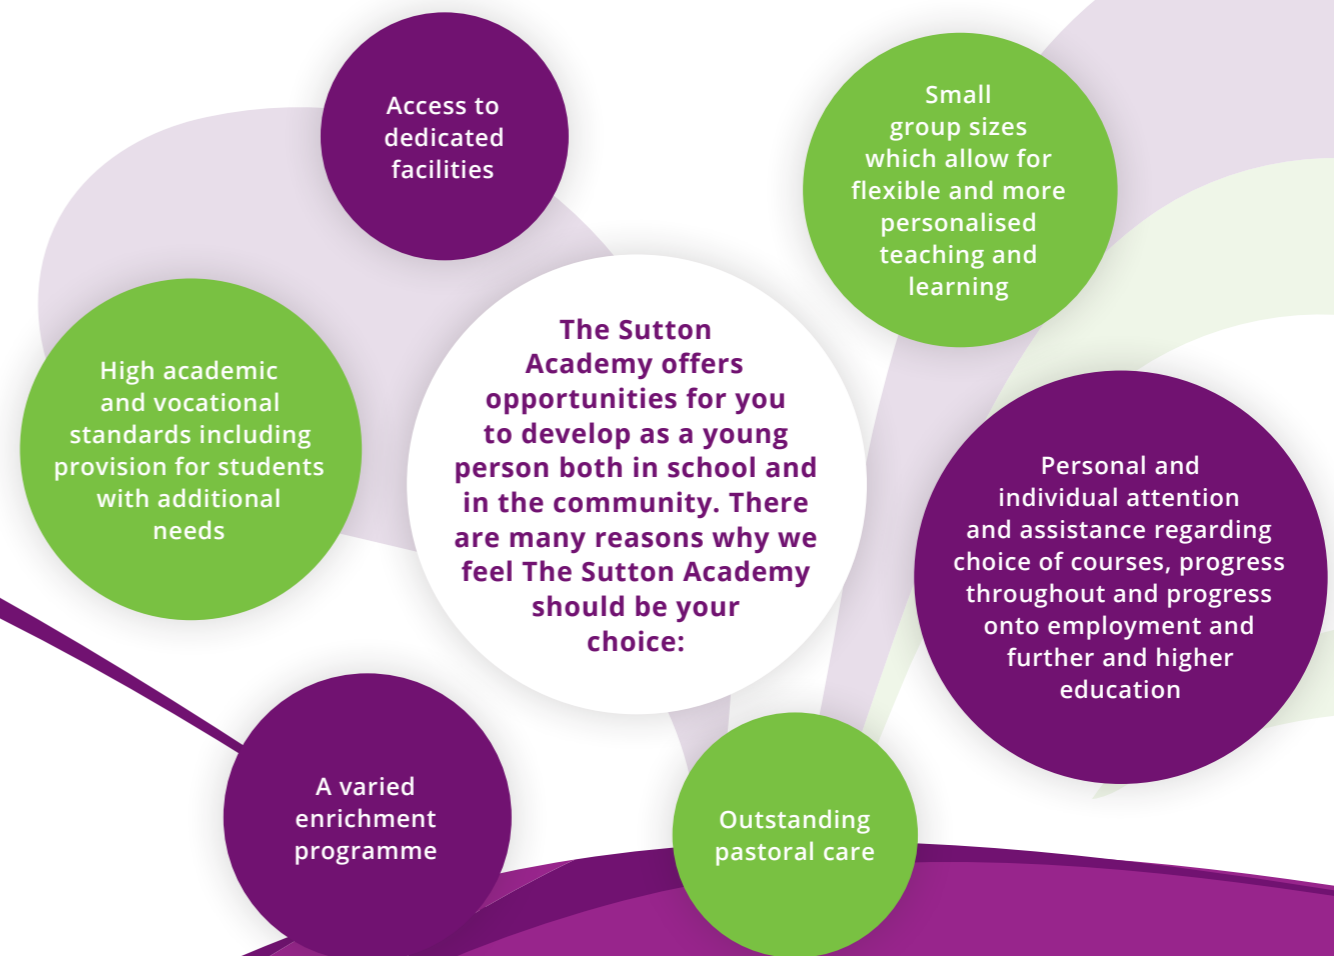 Access to
dedicated
facilities
Small
group sizes
which allow for
flexible and more
personalised
teaching and
learning
High academic
and vocational
standards including
provision for students
with additional
needs
The Sutton
Academy offers
opportunities for you
to develop as a young
person both in school and
in the community. There
are many reasons why we
feel The Sutton Academy
should be your
choice:
Personal and
individual attention
and assistance regarding
choice of courses, progress
throughout and progress
onto employment and
further and higher
education
A varied
enrichment
programme
Outstanding
pastoral care